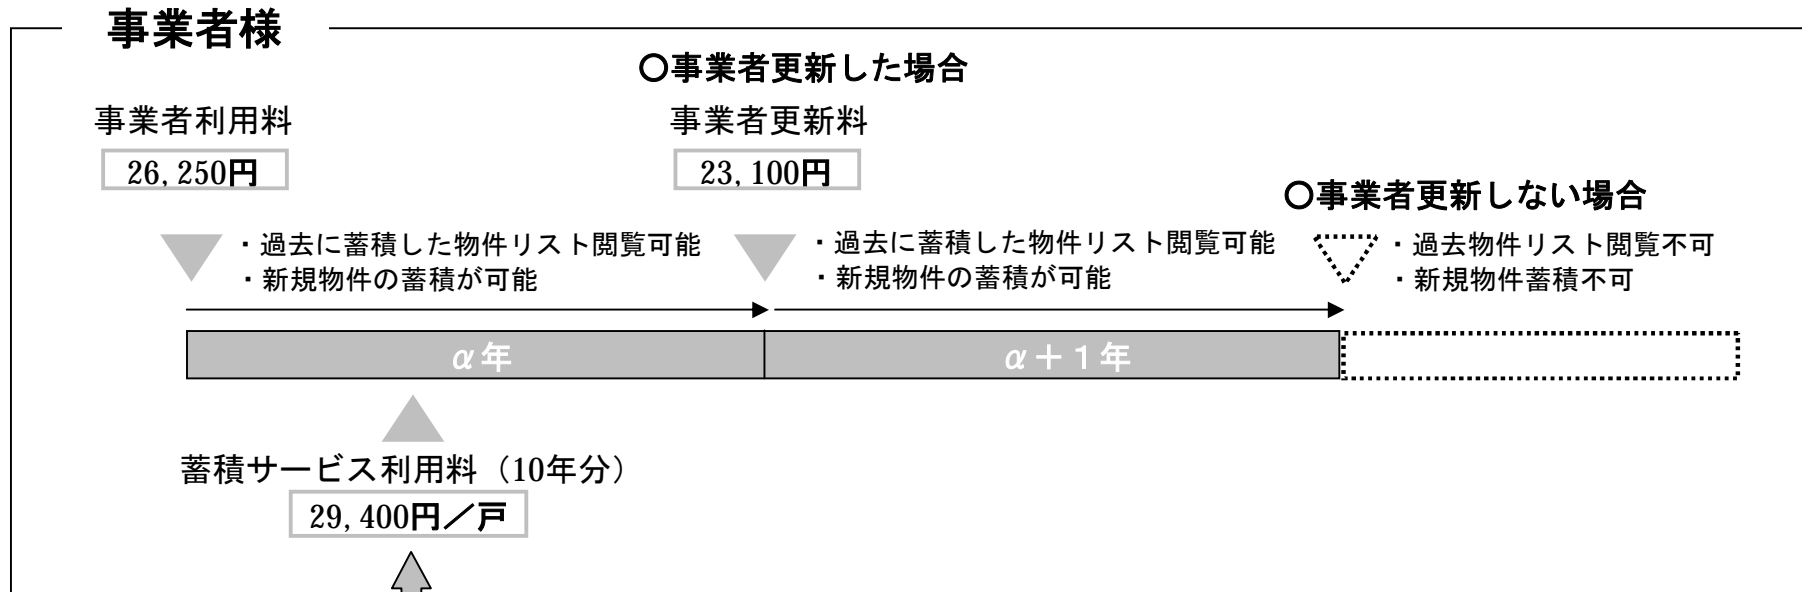 事業者様
〇事業者更新した場合
事業者利用料
事業者更新料
26,250円
23,100円
〇事業者更新しない場合
・過去に蓄積した物件リスト閲覧可能
・新規物件の蓄積が可能
・過去に蓄積した物件リスト閲覧可能
・新規物件の蓄積が可能
・過去物件リスト閲覧不可
・新規物件蓄積不可
α年
α＋１年
蓄積サービス利用料（10年分）
29,400円／戸